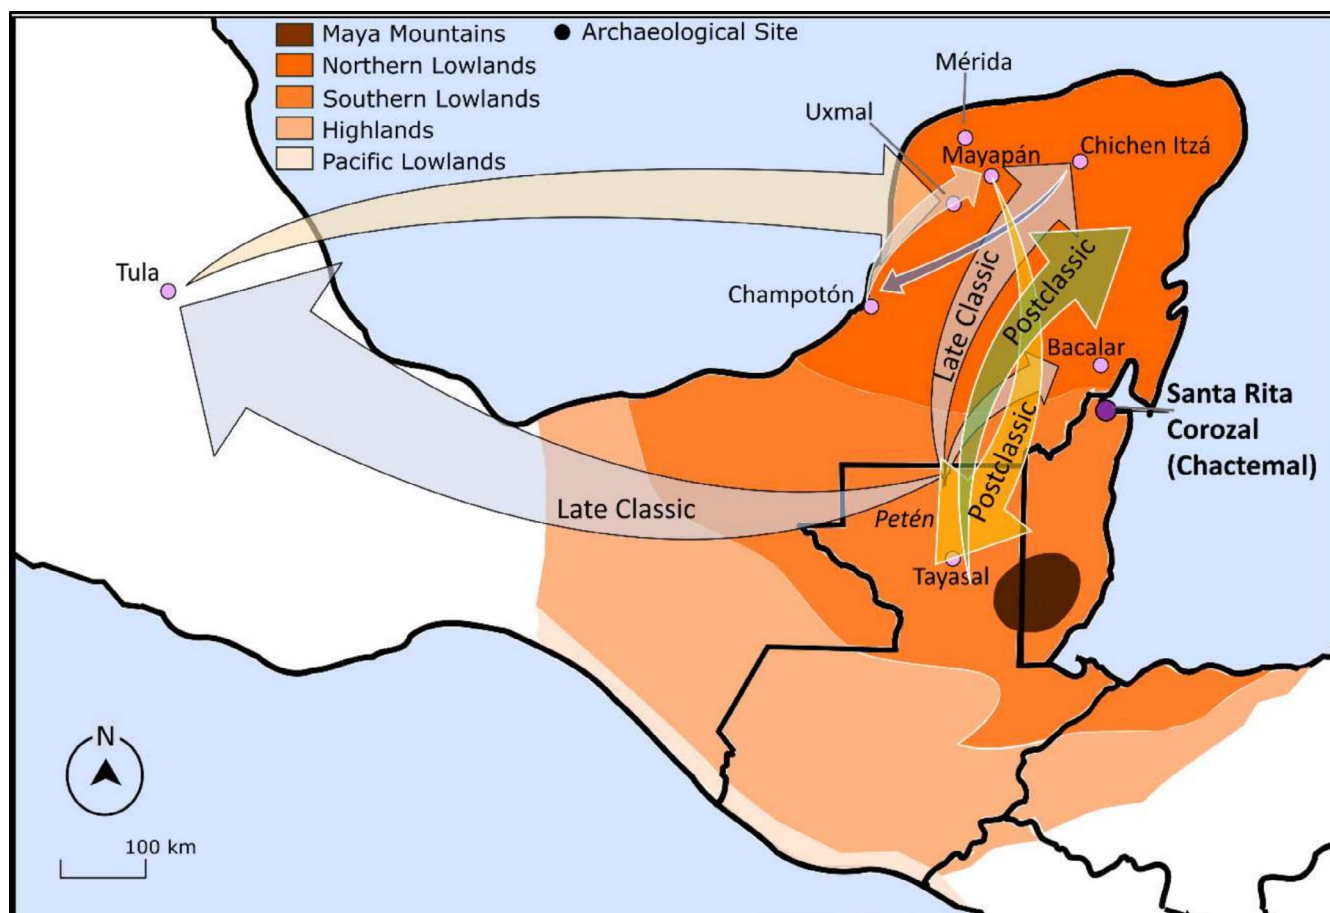 Maya Mountains
Archaeological Site
Northern Lowlands
Southern Lowlands
Highlands
Pacific Lowlands
Mérida
Uxmal
Mayapán
Chichen Itzá
Tula
Champotón
Late Classic
Postclassic
Bacalar
Santa Rita
Corozal
(Chactemal)
Late Classic
Petén
Postclassic
Tayasal
N
100 km